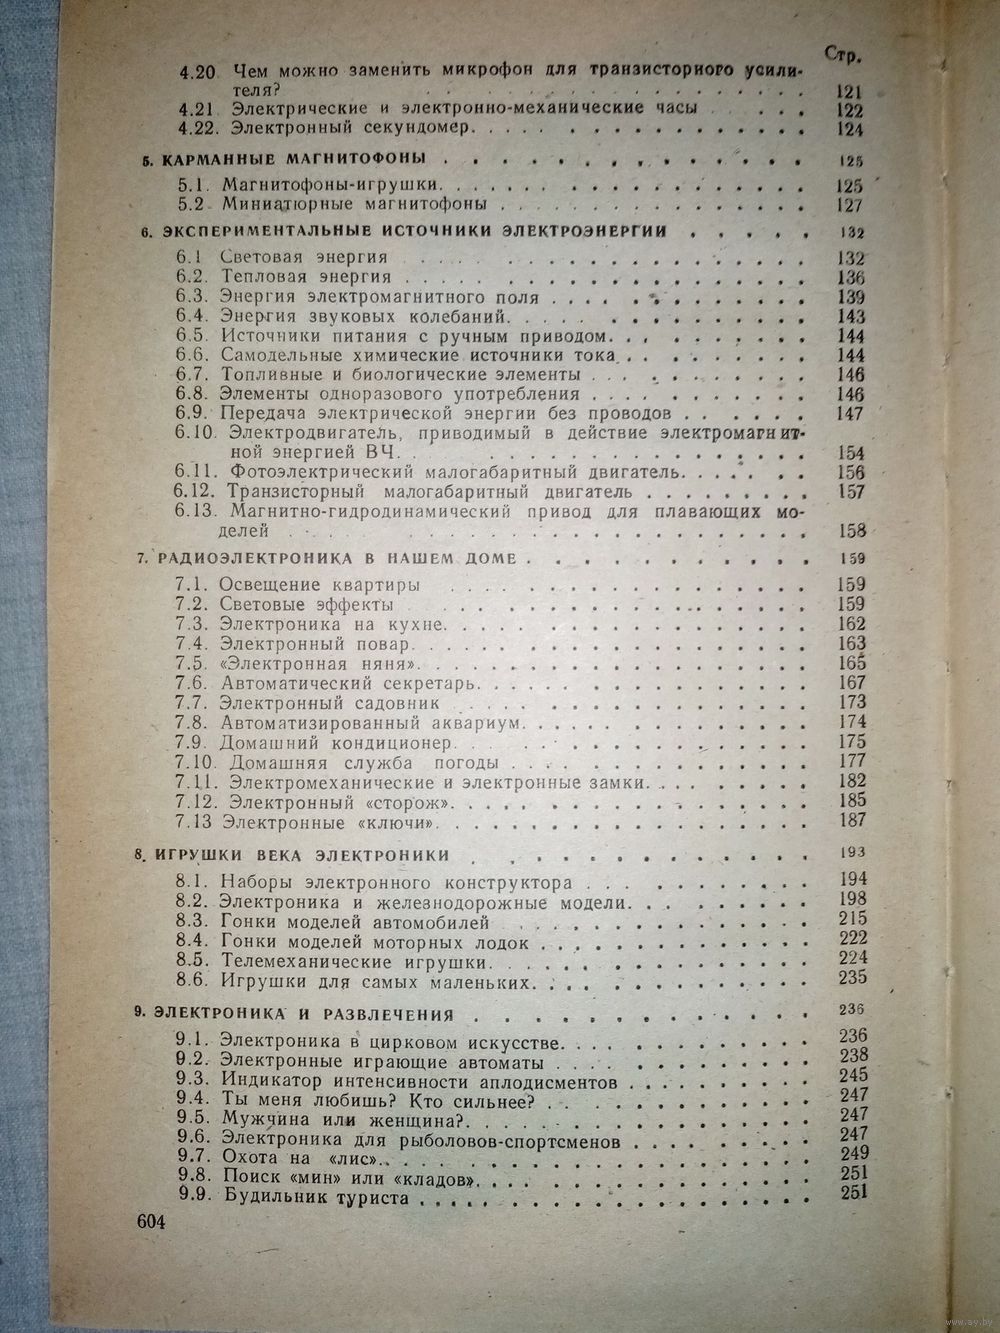 Стр.
4.20 Чем можно заменить микрофон для транзисторного усили-
теля? 121
4.21 Электрические и электронно-механические часы 122
4.22. Электронный секундомер. 124
5. КАРМАННЫЕ МАГНИТОФОНЫ 125
5.1. Магнитофоны-игрушки. 125
5.2 Миниатюрные магнитофоны 127
6. ЭКСПЕРИМЕНТАЛЬНЫЕ ИСТОЧНИКИ ЭЛЕКТРОЭНЕРГИИ 132
6.1 Световая энергия 132
6.2. Тепловая энергия 136
6.3. Энергия электромагнитного поля 139
6.4. Энергия звуковых колебаний. 143
6.5. Источники питания с ручным приводом. 144
6.6. Самодельные химические источники тока. 144
6.7. Топливные и биологические элементы 146
6.8. Элементы одноразового употребления 146
6.9. Передача электрической энергии без проводов 147
6.10. Электродвигатель, приводимый в действие электромагнит-
ной энергией ВЧ. 154
6.11. Фотоэлектрический малогабаритный двигатель. 156
6.12. Транзисторный малогабаритный двигатель 157
6.13. Магнитно-гидродинамический привод для плавающих мо-
делей 158
7. РАДИОЭЛЕКТРОНИКА В НАШЕМ ДОМЕ 159
7.1. Освещение квартиры 159
7.2. Световые эффекты 159
7.3. Электроника на кухне. 162
7.4. Электронный повар. 163
7.5. «Электронная няня». 165
7.6. Автоматический секретарь. 167
7.7. Электронный садовник 173
7.8. Автоматизированный аквариум. 174
7.9. Домашний кондиционер. 175
7.10. Домашняя служба погоды 177
7.11. Электромеханические и электронные замки. 182
7.12. Электронный «сторож». 185
7.13 Электронные «ключи». 187
8. ИГРУШКИ ВЕКА ЭЛЕКТРОНИКИ 193
8.1. Наборы электронного конструктора 194
8.2. Электроника и железнодорожные модели. 198
8.3. Гонки моделей автомобилей 215
8.4. Гонки моделей моторных лодок 222
8.5. Телемеханические игрушки. 224
8.6. Игрушки для самых маленьких. 235
9. ЭЛЕКТРОНИКА И РАЗВЛЕЧЕНИЯ 236
9.1. Электроника в цирковом искусстве. 236
9.2. Электронные играющие автоматы 238
9.3. Индикатор интенсивности аплодисментов 245
9.4. Ты меня любишь? Кто сильнее? 247
9.5. Мужчина или женщина?. 247
9.6. Электроника для рыболовов-спортсменов 247
9.7. Охота на «лис». 249
9.8. Поиск «мин» или «кладов». 251
9.9. Будильник туриста 251
604
www.ay.by